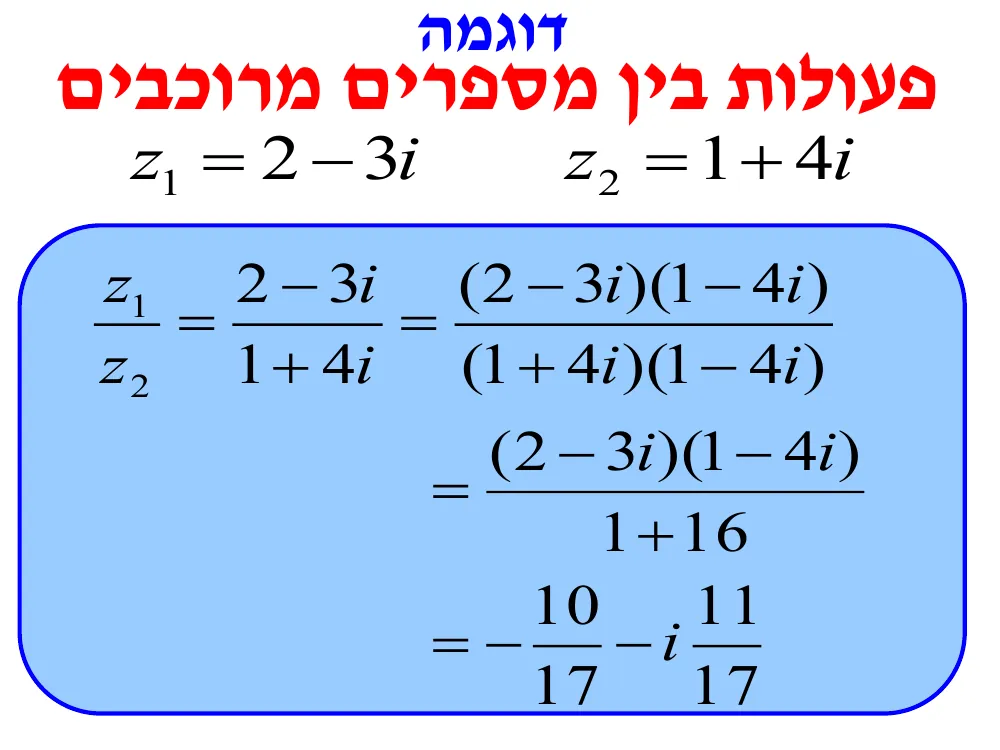 דוגמה
פעולות בין מספרים מרוכבים
z₁ = 2 − 3i z₂ = 1 + 4i
z₁/z₂ = (2 − 3i)/(1 + 4i) = ((2 − 3i)(1 − 4i))/((1 + 4i)(1 − 4i))
= ((2 − 3i)(1 − 4i))/(1 + 16)
= −10/17 − i 11/17